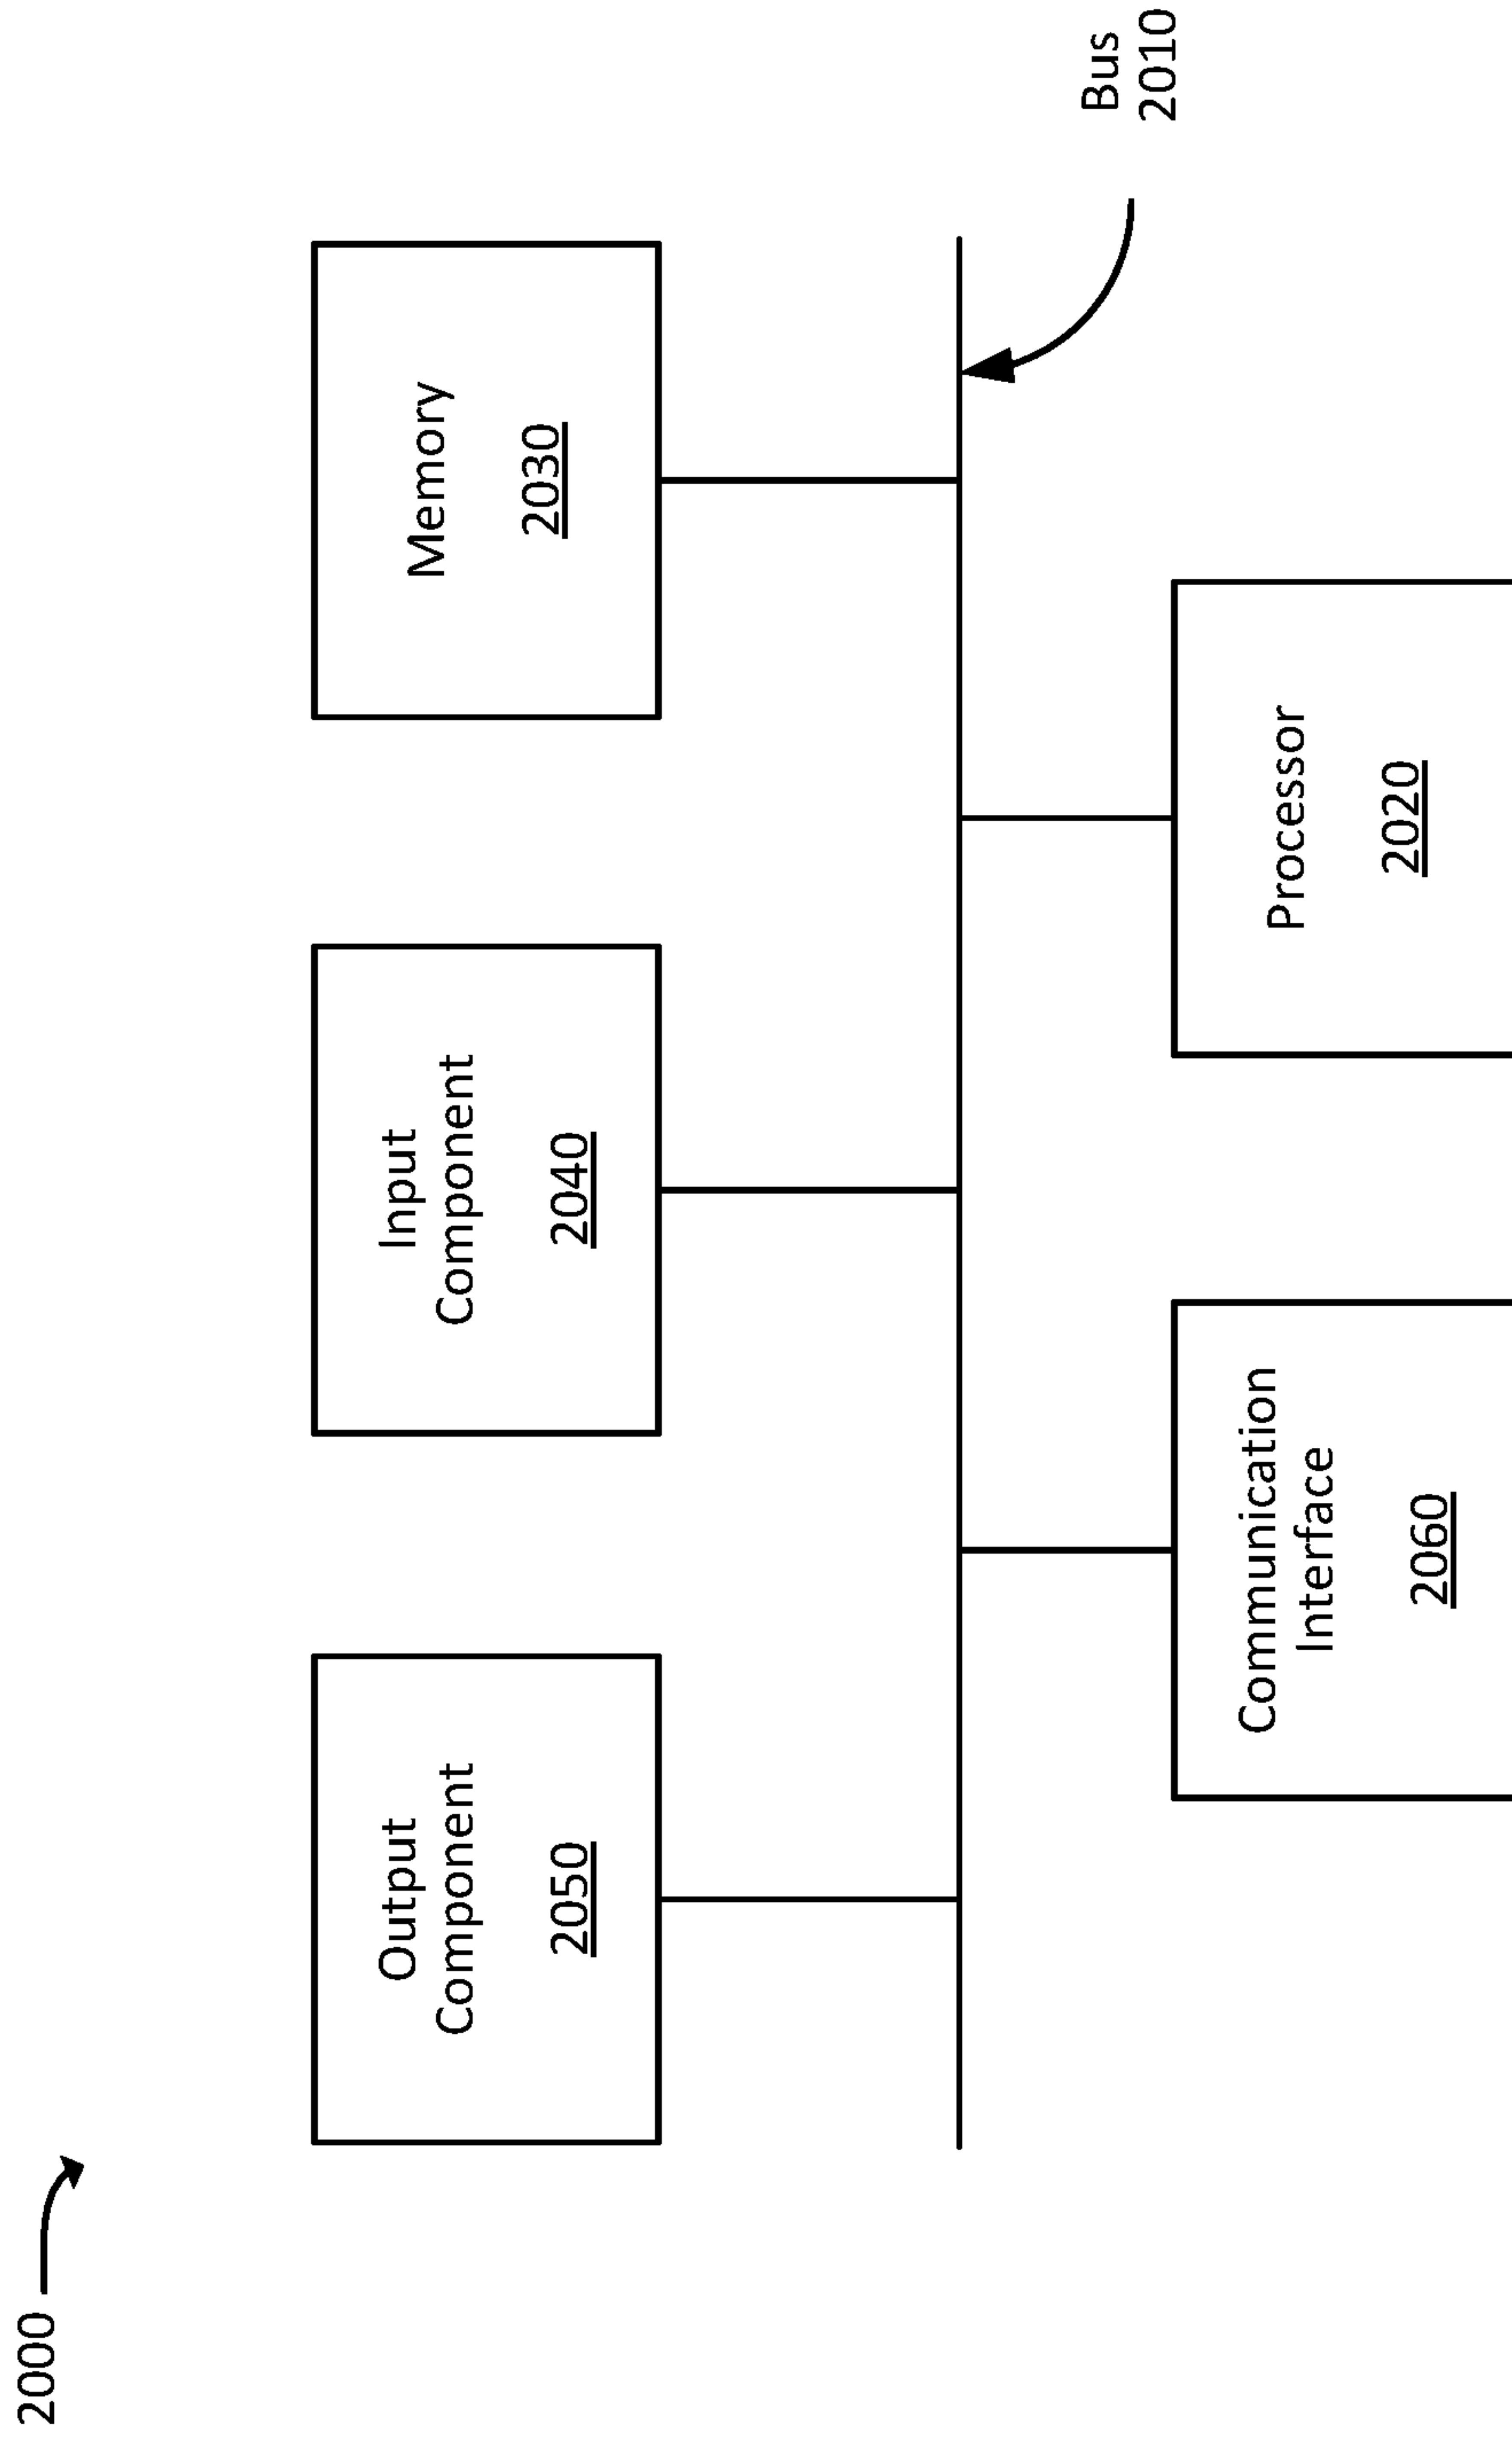 2000
Output
Component
2050
Input
Component
2040
Memory
2030
Bus
2010
Communication
Interface
2060
Processor
2020